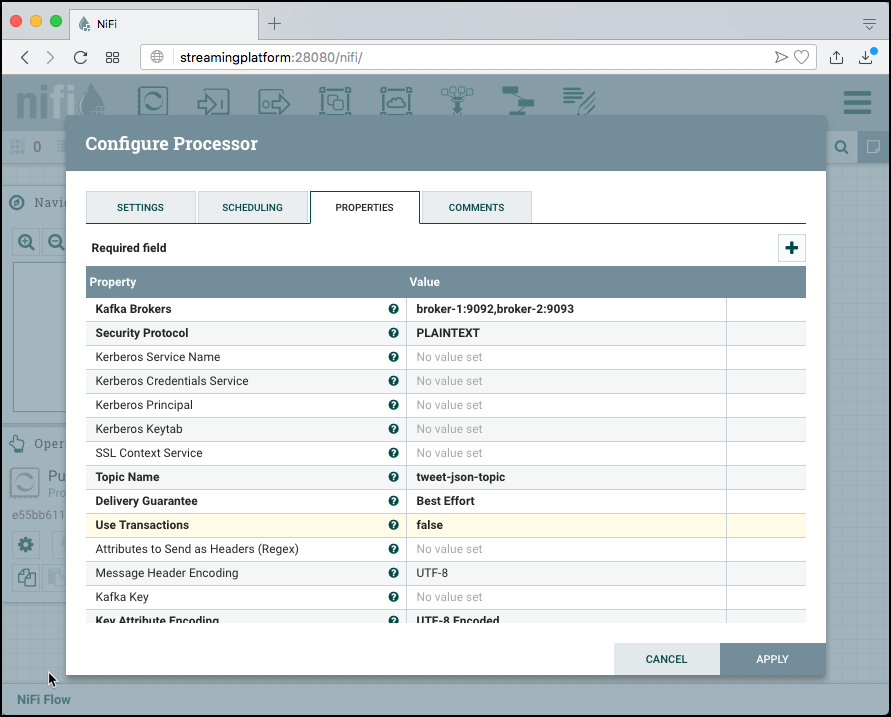 NiFi
streamingplatform:28080/nifi/
nifi
0
Configure Processor
Navi
SETTINGS SCHEDULING PROPERTIES COMMENTS
Required field
Property Value
Kafka Brokers broker-1:9092,broker-2:9093
Security Protocol PLAINTEXT
Kerberos Service Name No value set
Kerberos Credentials Service No value set
Kerberos Principal No value set
Kerberos Keytab No value set
Oper
SSL Context Service No value set
Topic Name tweet-json-topic
Pu
Pro
Delivery Guarantee Best Effort
e55bb611
Use Transactions false
Attributes to Send as Headers (Regex) No value set
Message Header Encoding UTF-8
Kafka Key No value set
Key Attribute Encoding UTF-8 Encoded
CANCEL APPLY
NiFi Flow